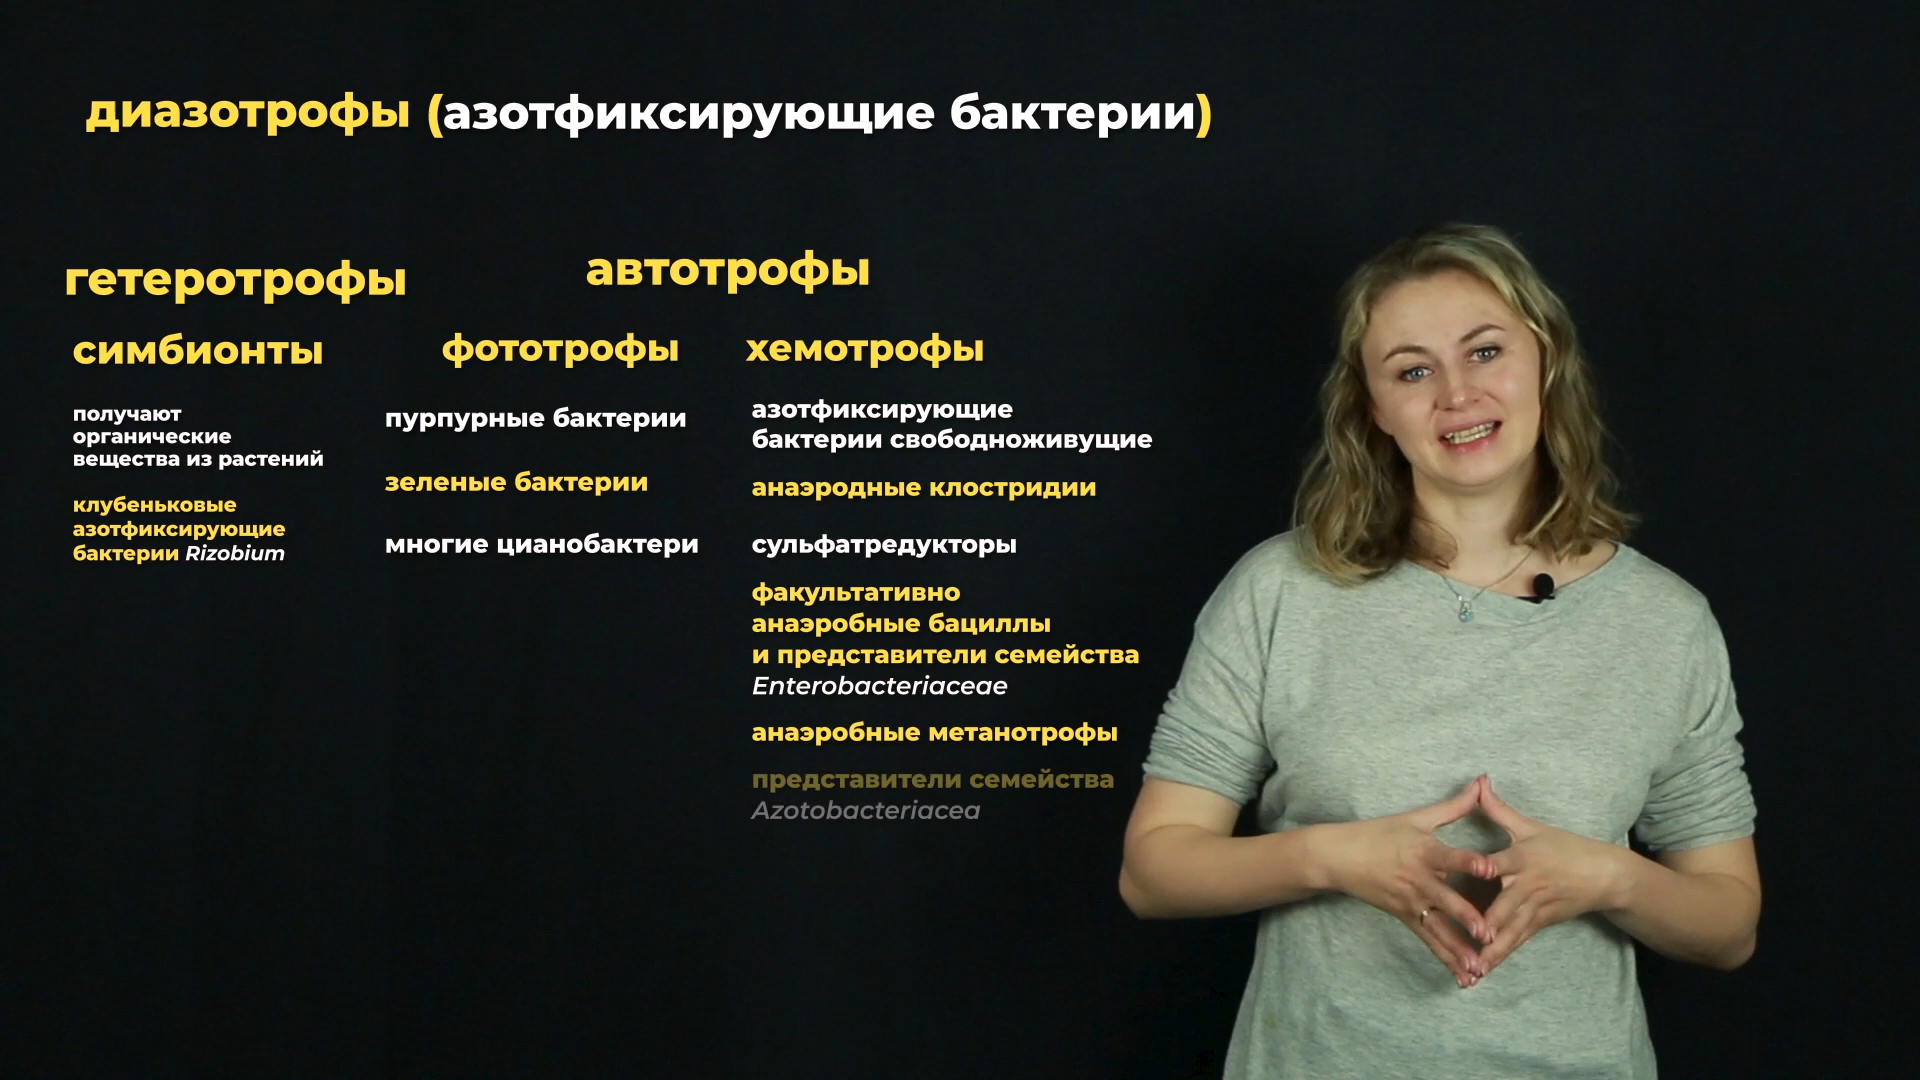 диазотрофы (азотфиксирующие бактерии)
гетеротрофы
симбионты
получают
органические
вещества из растений
клубеньковые
азотфиксирующие
бактерии Rizobium
автотрофы
фототрофы
пурпурные бактерии
зеленые бактерии
многие цианобактери
хемотрофы
азотфиксирующие
бактерии свободноживущие
анаэродные клостридии
сульфатредукторы
факультативно
анаэробные бациллы
и представители семейства
Enterobacteriaceae
анаэробные метанотрофы
представители семейства
Azotobacteriacea